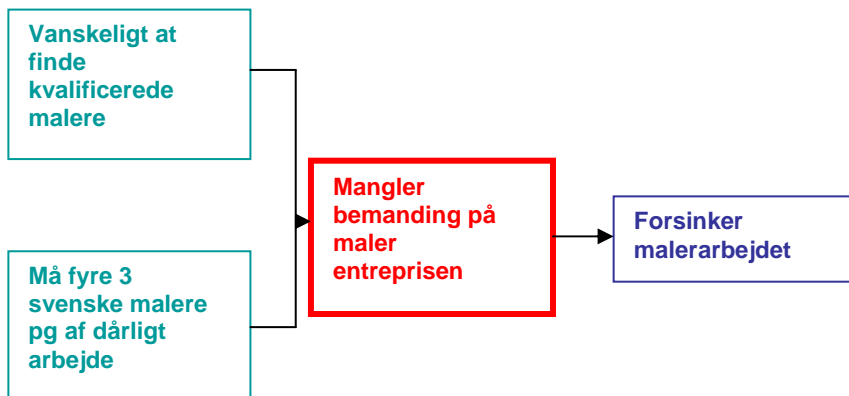 Vanskeligt at
finde
kvalificerede
malere
Må fyre 3
svenske malere
pg af dårligt
arbejde
Mangler
bemanding på
maler
entreprisen
Forsinker
malerarbejdet